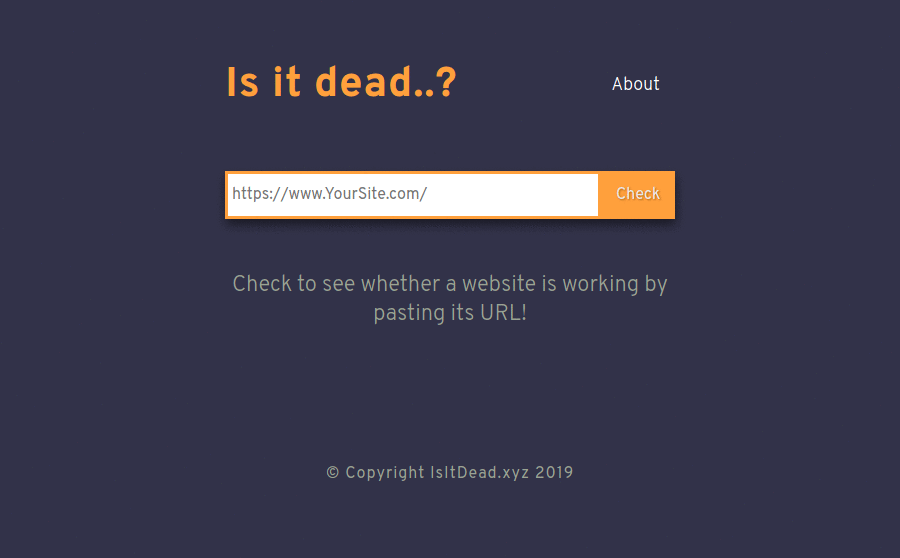 Is it dead..?
About
https://www.YourSite.com/
Check
Check to see whether a website is working by
pasting its URL!
© Copyright IsItDead.xyz 2019